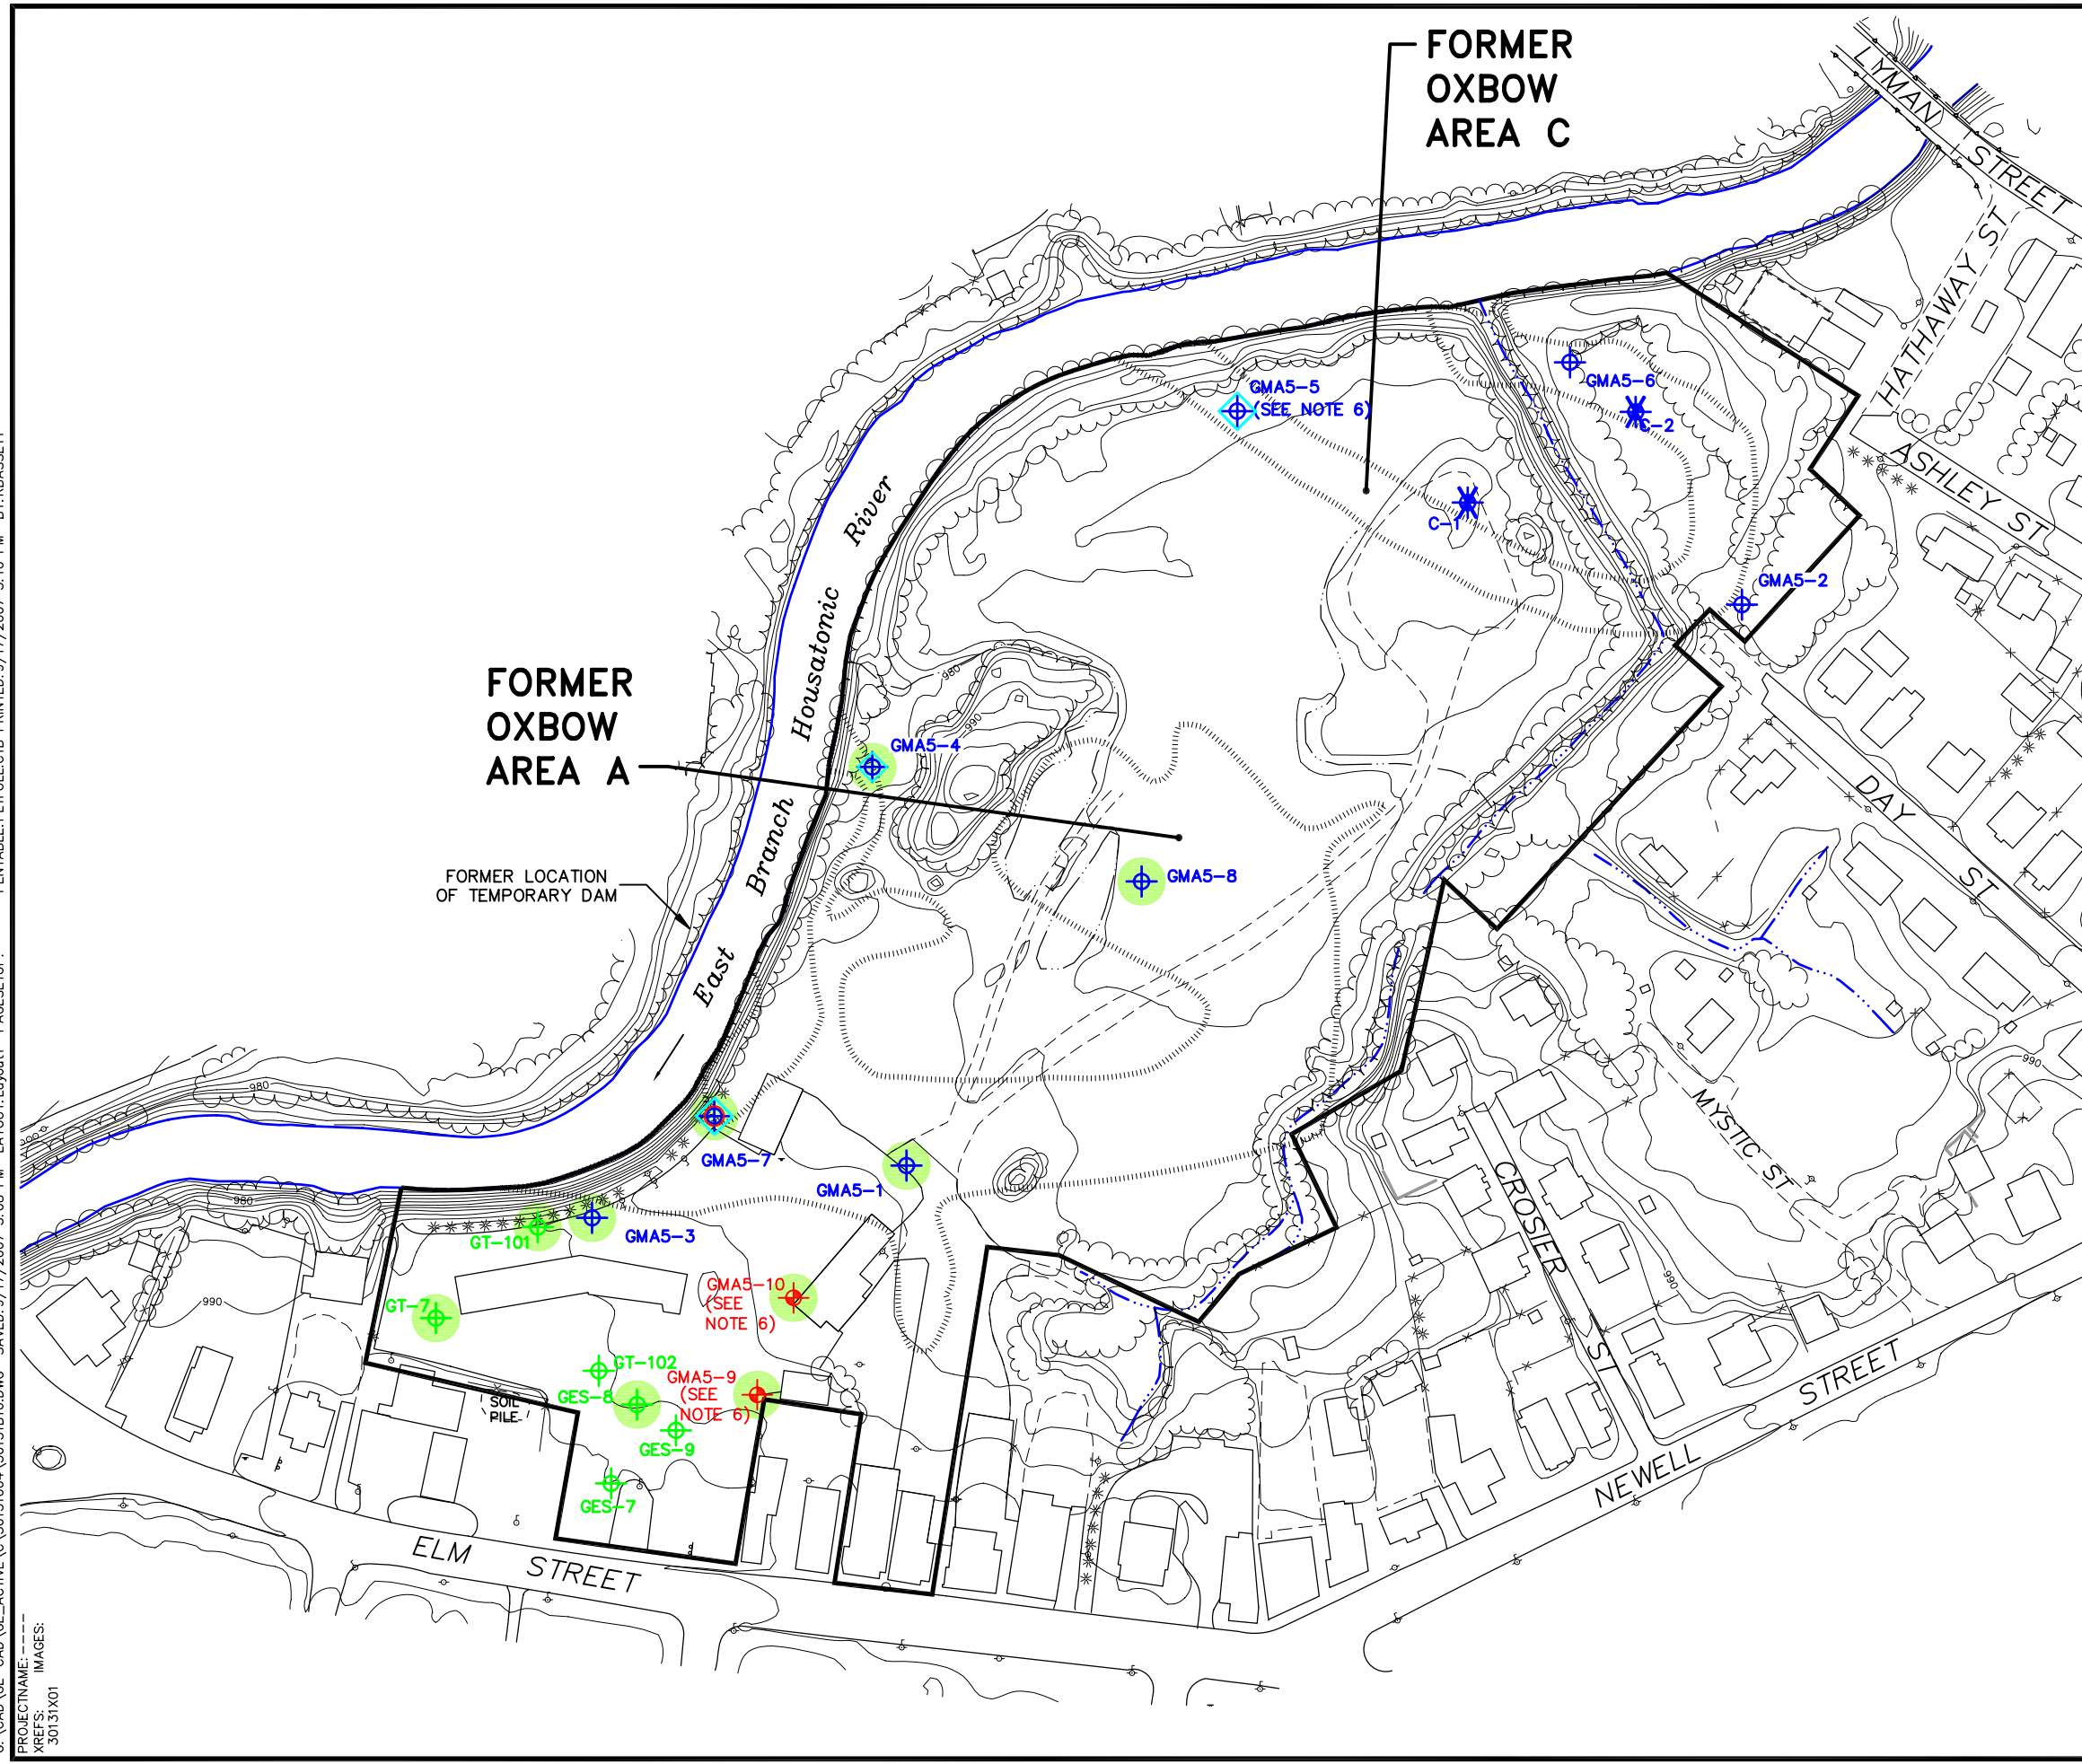 FORMER
OXBOW
AREA C
LYMAN STREET
HATHAWAY ST
ASHLEY ST
GMA5-5
(SEE NOTE 6)
GMA5-6
C-2
C-1
GMA5-2
East Branch Housatonic River
980
990
FORMER
OXBOW
AREA A
GMA5-4
GMA5-8
FORMER LOCATION
OF TEMPORARY DAM
DAY ST
980
990
MYSTIC ST
GMA5-7
GMA5-1
980
GT-101
GMA5-3
CROSIER ST
990
GMA5-10
(SEE
NOTE 6)
GT-7
990
GT-102
GMA5-9
(SEE
NOTE 6)
GES-8
SOIL
PILE
GES-9
GES-7
NEWELL STREET
ELM STREET
PROJECTNAME: ----
XREFS: IMAGES:
30131X01